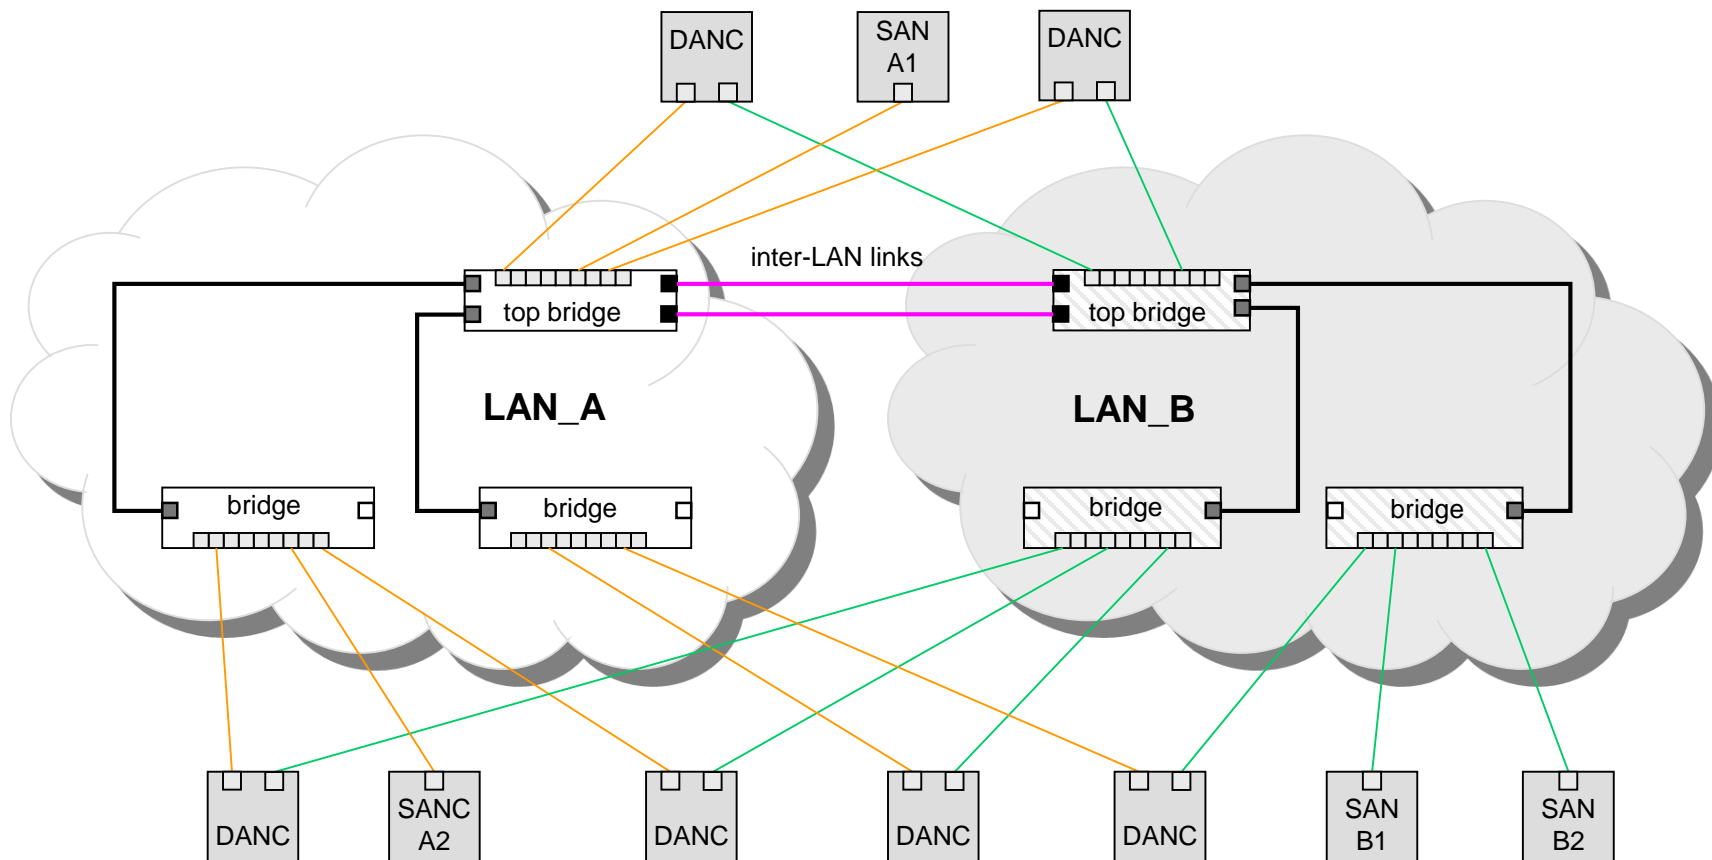 DANC
SAN
A1
DANC
inter-LAN links
top bridge
top bridge
LAN_A
LAN_B
bridge
bridge
bridge
bridge
DANC
SANC
A2
DANC
DANC
DANC
SAN
B1
SAN
B2